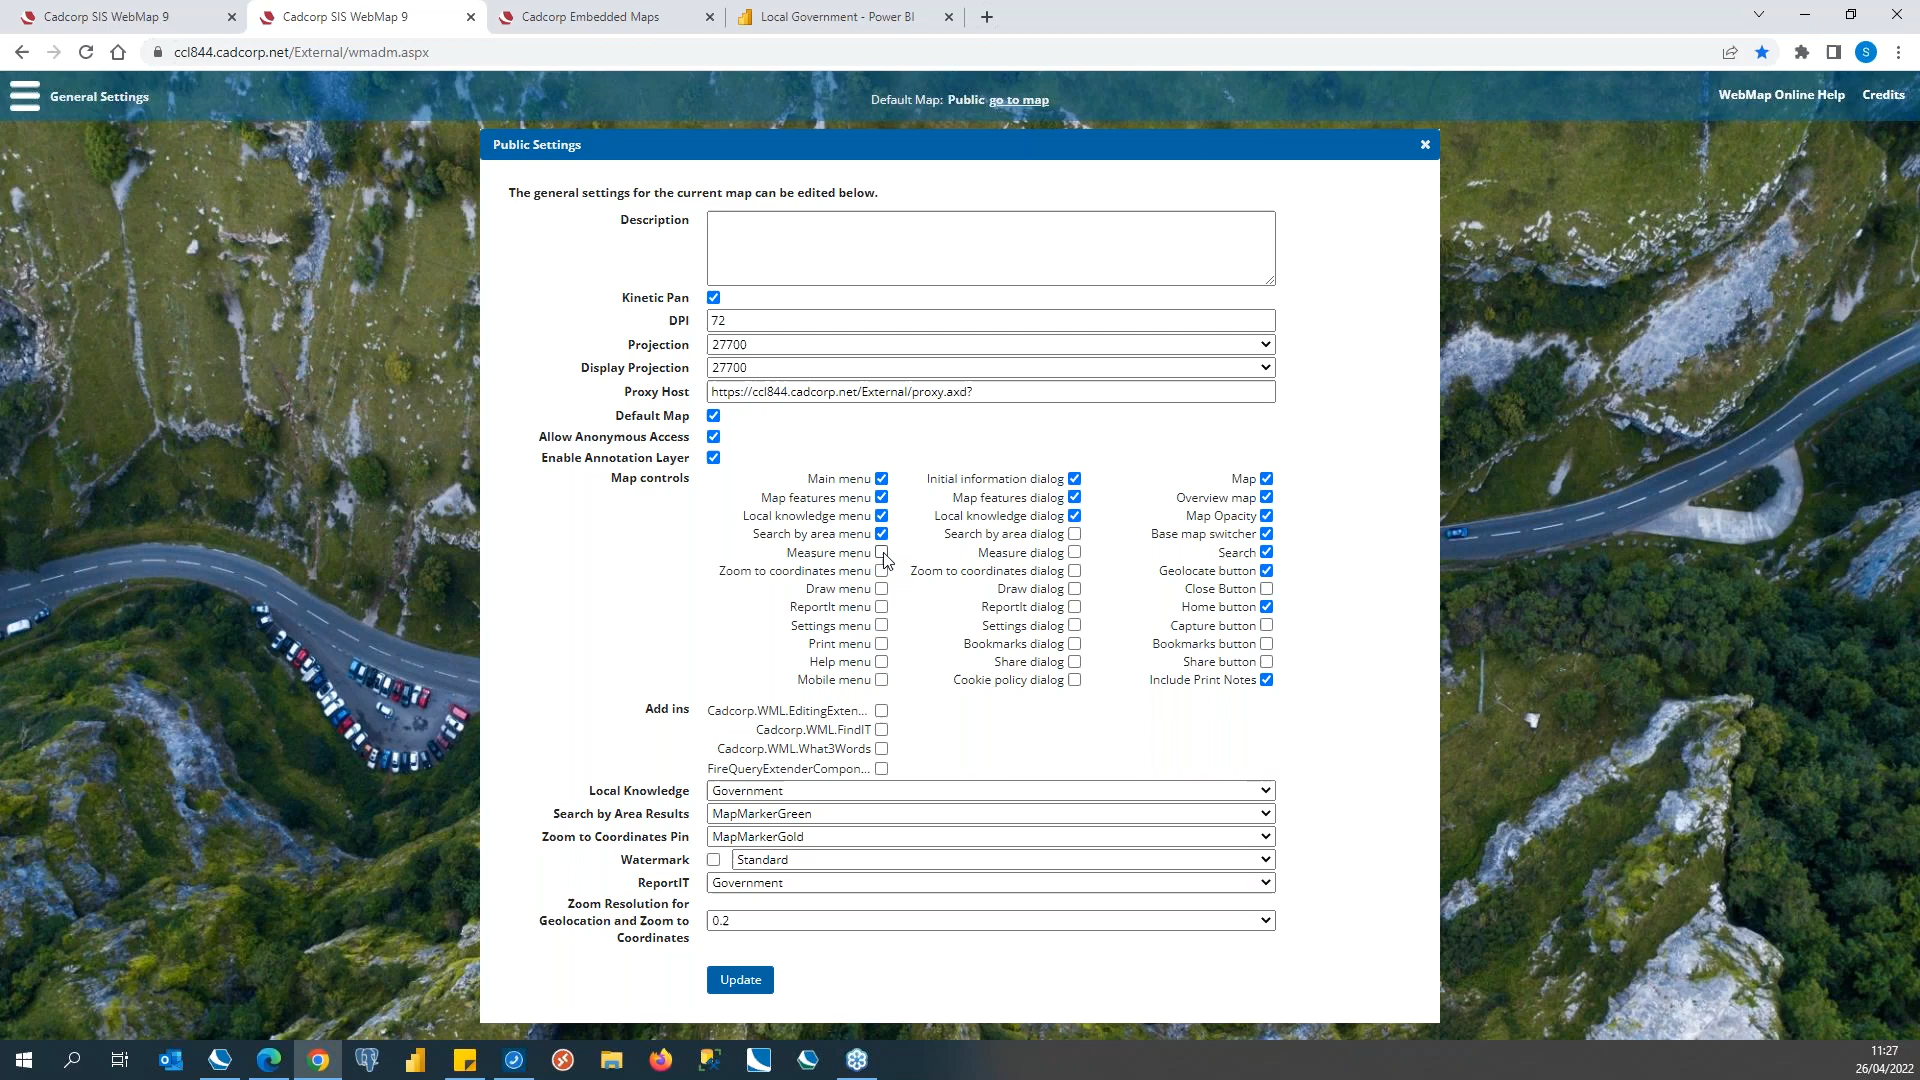 Cadcorp SIS WebMap 9
Cadcorp SIS WebMap 9
Cadcorp Embedded Maps
Local Government - Power BI
ccl844.cadcorp.net/External/wmadm.aspx
S
General Settings
Default Map: Public go to map
WebMap Online Help
Credits
Public Settings
The general settings for the current map can be edited below.
Description
Kinetic Pan
DPI 72
Projection 27700
Display Projection 27700
Proxy Host https://ccl844.cadcorp.net/External/proxy.axd?
Default Map
Allow Anonymous Access
Enable Annotation Layer
Map controls
Main menu Initial information dialog Map
Map features menu Map features dialog Overview map
Local knowledge menu Local knowledge dialog Map Opacity
Search by area menu Search by area dialog Base map switcher
Measure menu Measure dialog Search
Zoom to coordinates menu Zoom to coordinates dialog Geolocate button
Draw menu Draw dialog Close Button
ReportIt menu ReportIt dialog Home button
Settings menu Settings dialog Capture button
Print menu Bookmarks dialog Bookmarks button
Help menu Share dialog Share button
Mobile menu Cookie policy dialog Include Print Notes
Add ins Cadcorp.WML.EditingExten...
Cadcorp.WML.FindIT
Cadcorp.WML.What3Words
FireQueryExtenderCompon...
Local Knowledge Government
Search by Area Results MapMarkerGreen
Zoom to Coordinates Pin MapMarkerGold
Watermark Standard
ReportIT Government
Zoom Resolution for
Geolocation and Zoom to 0.2
Coordinates
Update
11:27
26/04/2022